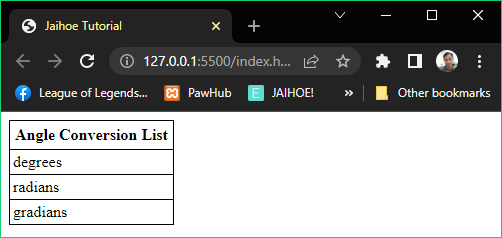 Jaihoe Tutorial
127.0.0.1:5500/index.h...
League of Legends...
PawHub
JAIHOE!
Other bookmarks
Angle Conversion List
degrees
radians
gradians